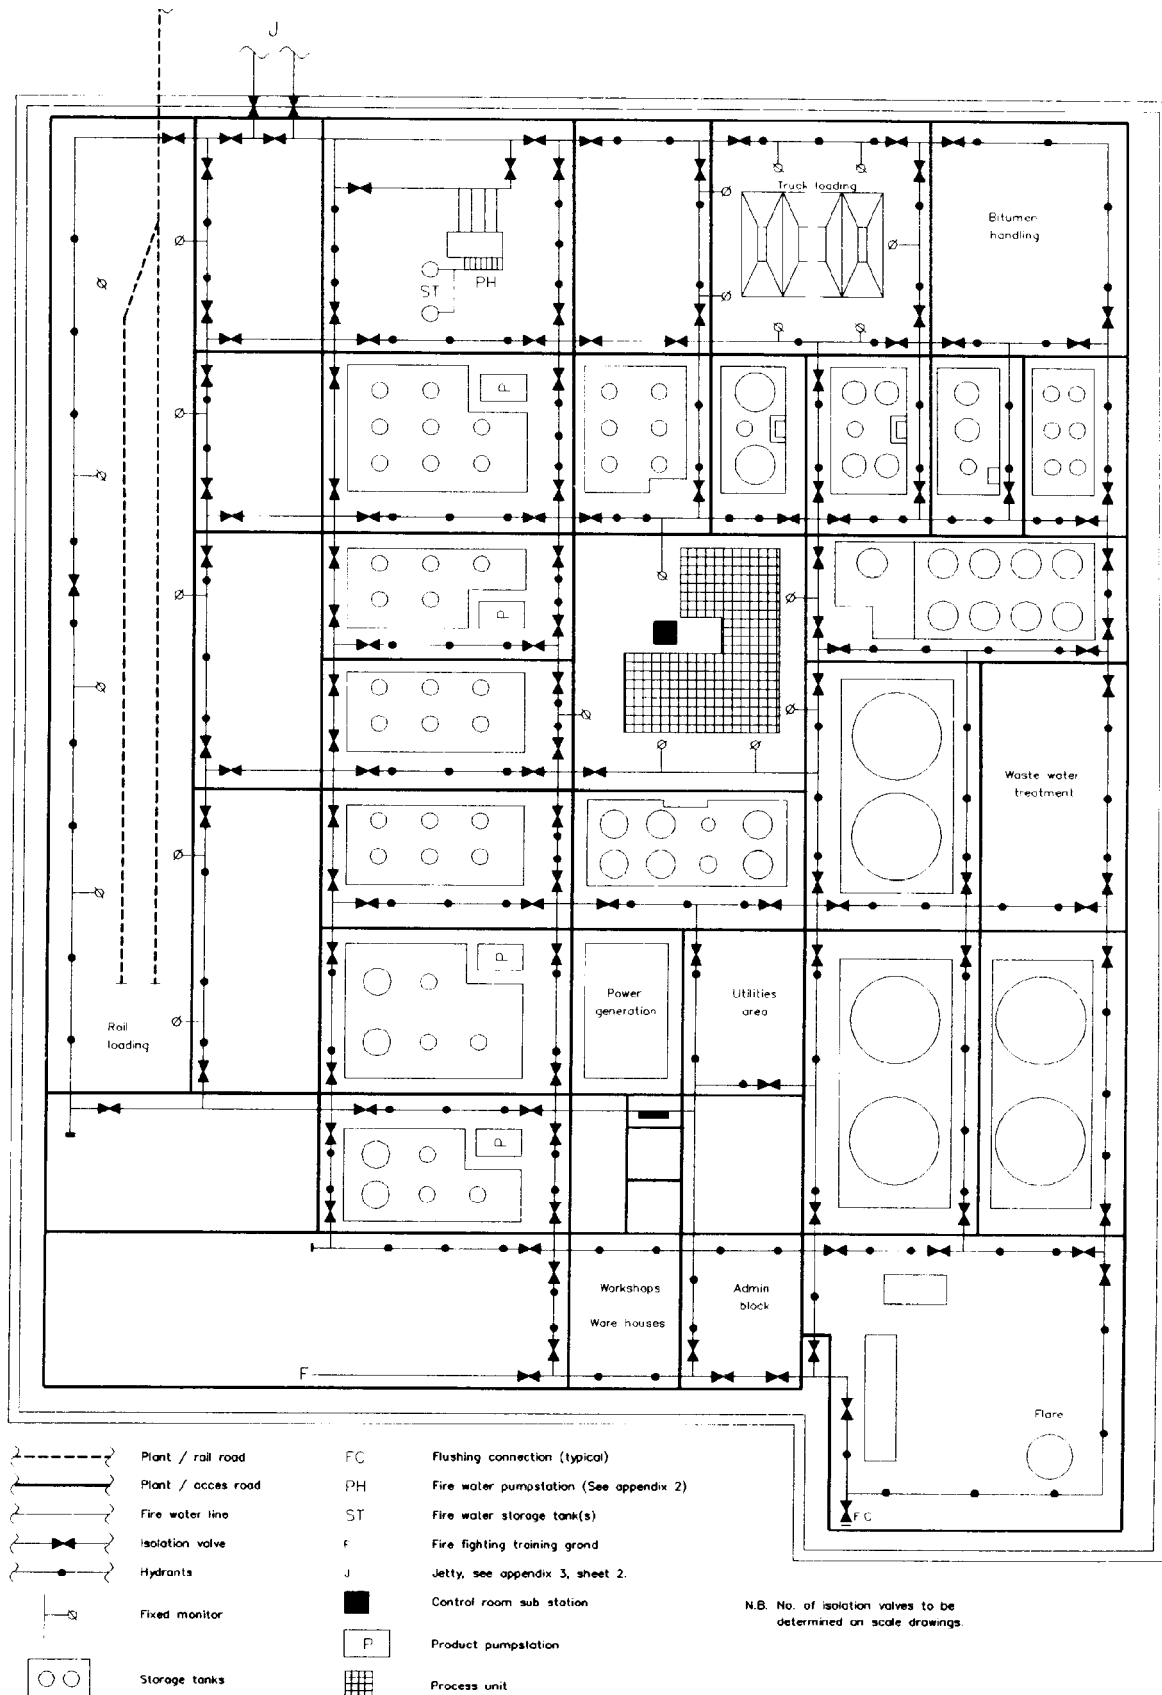 J
Truck loading
Bitumen
handling
ST
PH
P
P
Waste water
treatment
P
Power
generation
Utilities
area
Rail
loading
P
Workshops
Ware houses
Admin
block
F
Flare
FC
Plant / rail road
Plant / acces road
Fire water line
Isolation valve
Hydrants
Fixed monitor
Storage tanks
FC Flushing connection (typical)
PH Fire water pumpstation (See appendix 2)
ST Fire water storage tank(s)
F Fire fighting training grond
J Jetty, see appendix 3, sheet 2.
Control room sub station
P Product pumpstation
Process unit
N.B. No. of isolation valves to be
determined on scale drawings.